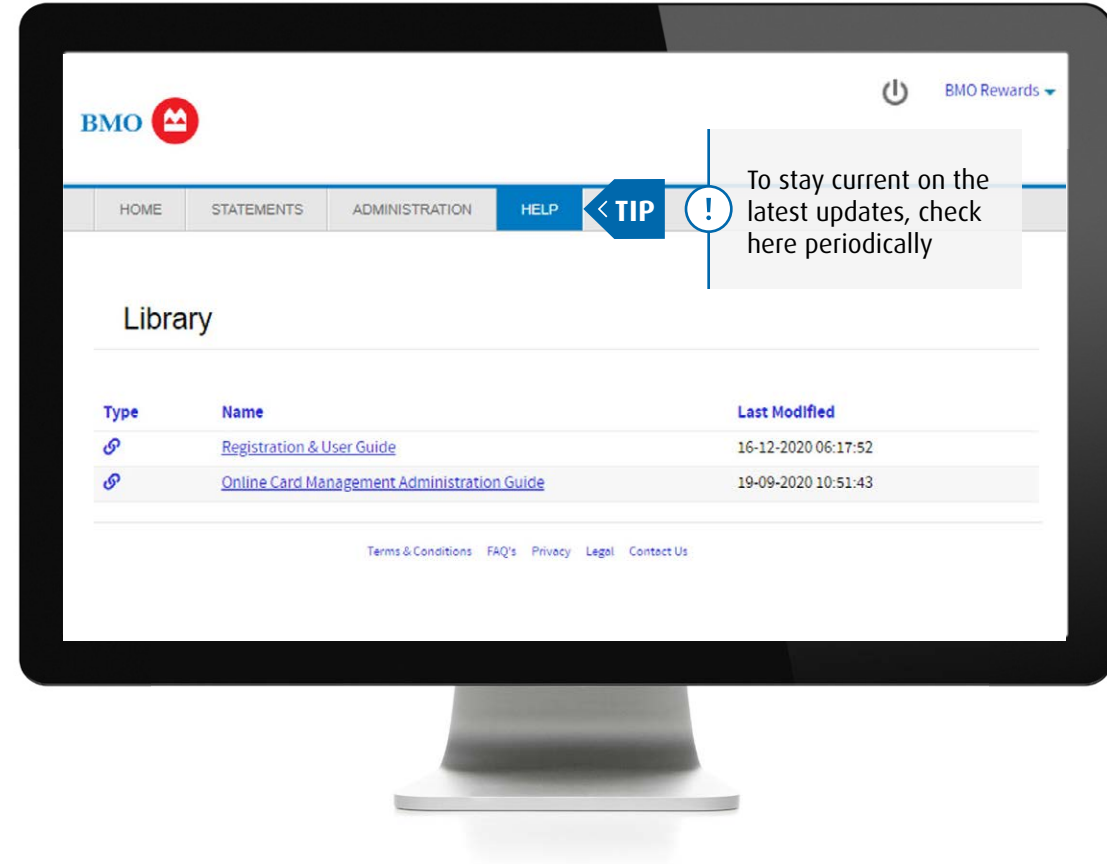 BMO
BMO Rewards
HOME STATEMENTS ADMINISTRATION HELP
< TIP
!
To stay current on the
latest updates, check
here periodically
Library
Type Name Last Modified
Registration & User Guide 16-12-2020 06:17:52
Online Card Management Administration Guide 19-09-2020 10:51:43
Terms & Conditions FAQ's Privacy Legal Contact Us